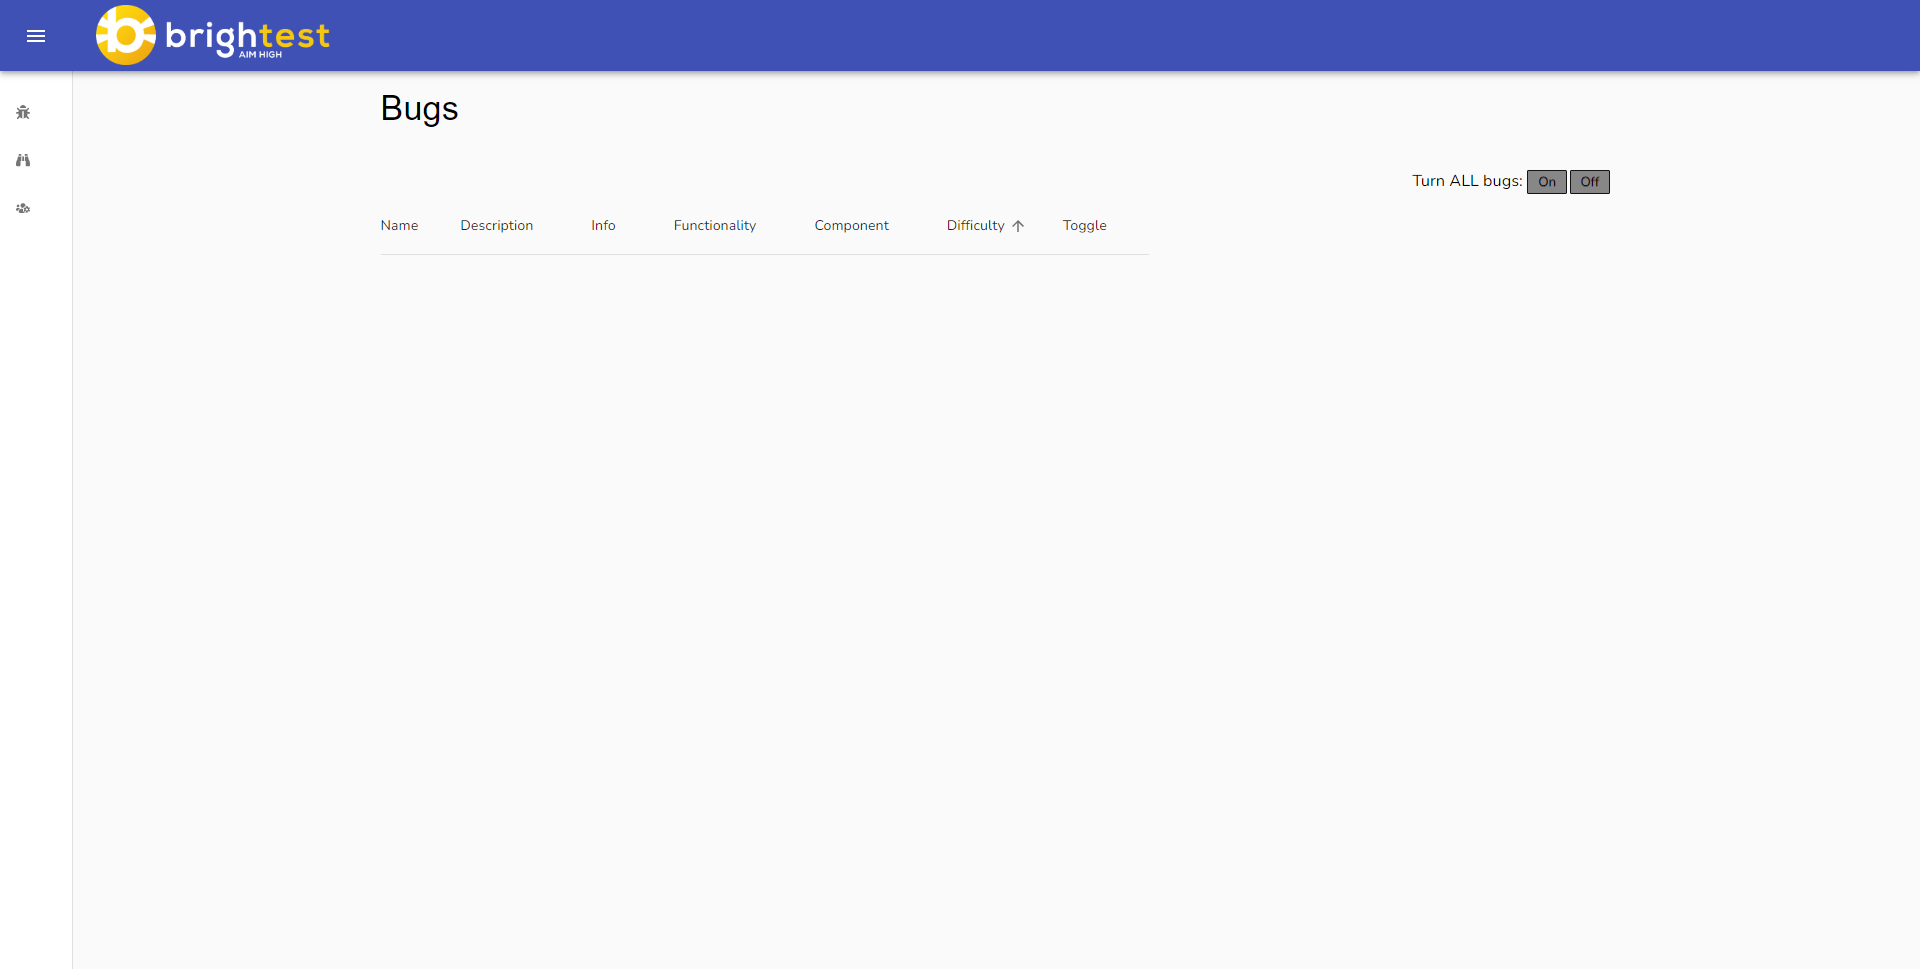 brightest
AIM HIGH
Bugs
Turn ALL bugs: On Off
Name Description Info Functionality Component Difficulty Toggle